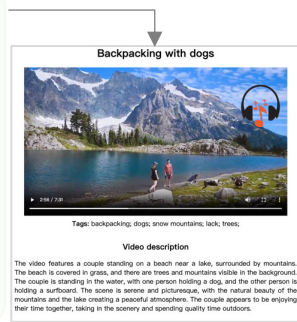 Backpacking with dogs
2:56 / 7:31
Tags: backpacking; dogs; snow mountains; lack; trees;
Video description
The video features a couple standing on a beach near a lake, surrounded by mountains.
The beach is covered in grass, and there are trees and mountains visible in the background.
The couple is standing in the water, with one person holding a dog, and the other person is
holding a surfboard. The scene is serene and picturesque, with the natural beauty of the
mountains and the lake creating a peaceful atmosphere. The couple appears to be enjoying
their time together, taking in the scenery and spending quality time outdoors.